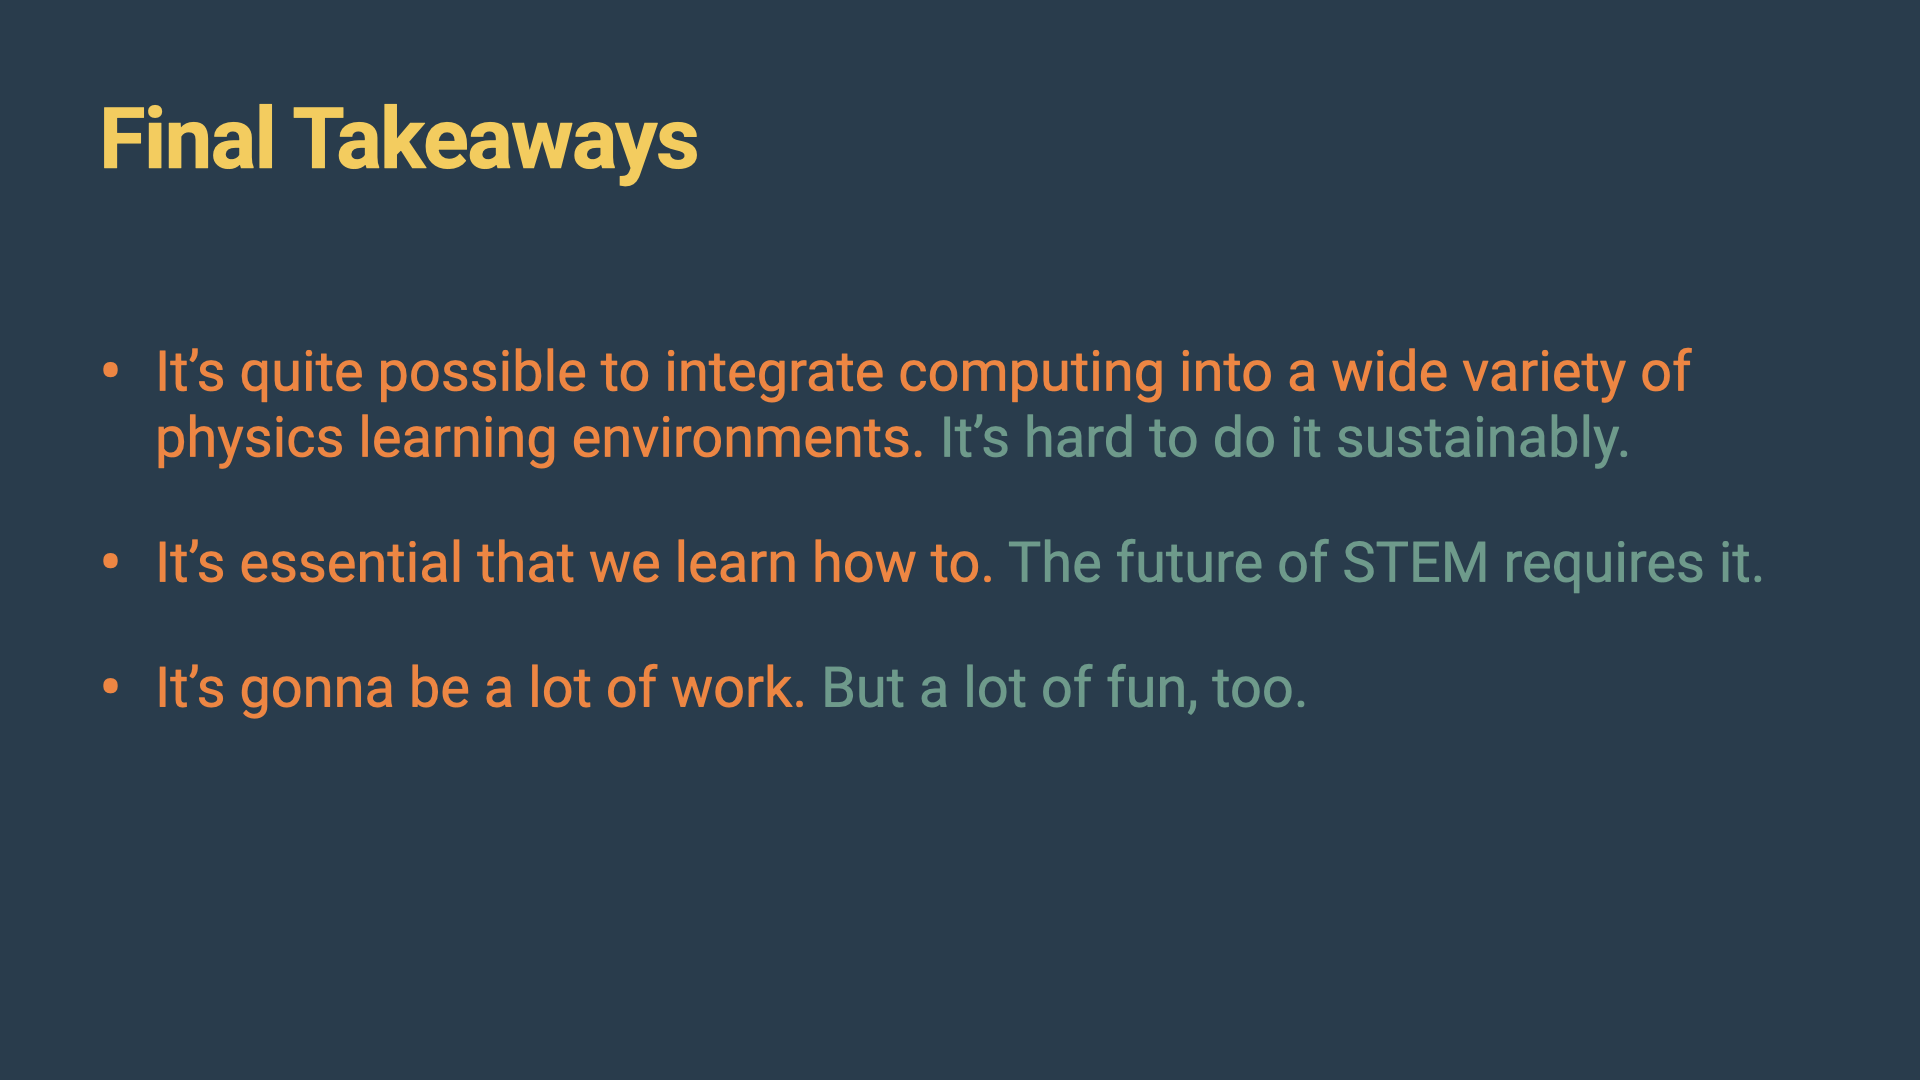 Final Takeaways
• It’s quite possible to integrate computing into a wide variety of
physics learning environments. It’s hard to do it sustainably.
• It’s essential that we learn how to. The future of STEM requires it.
• It’s gonna be a lot of work. But a lot of fun, too.